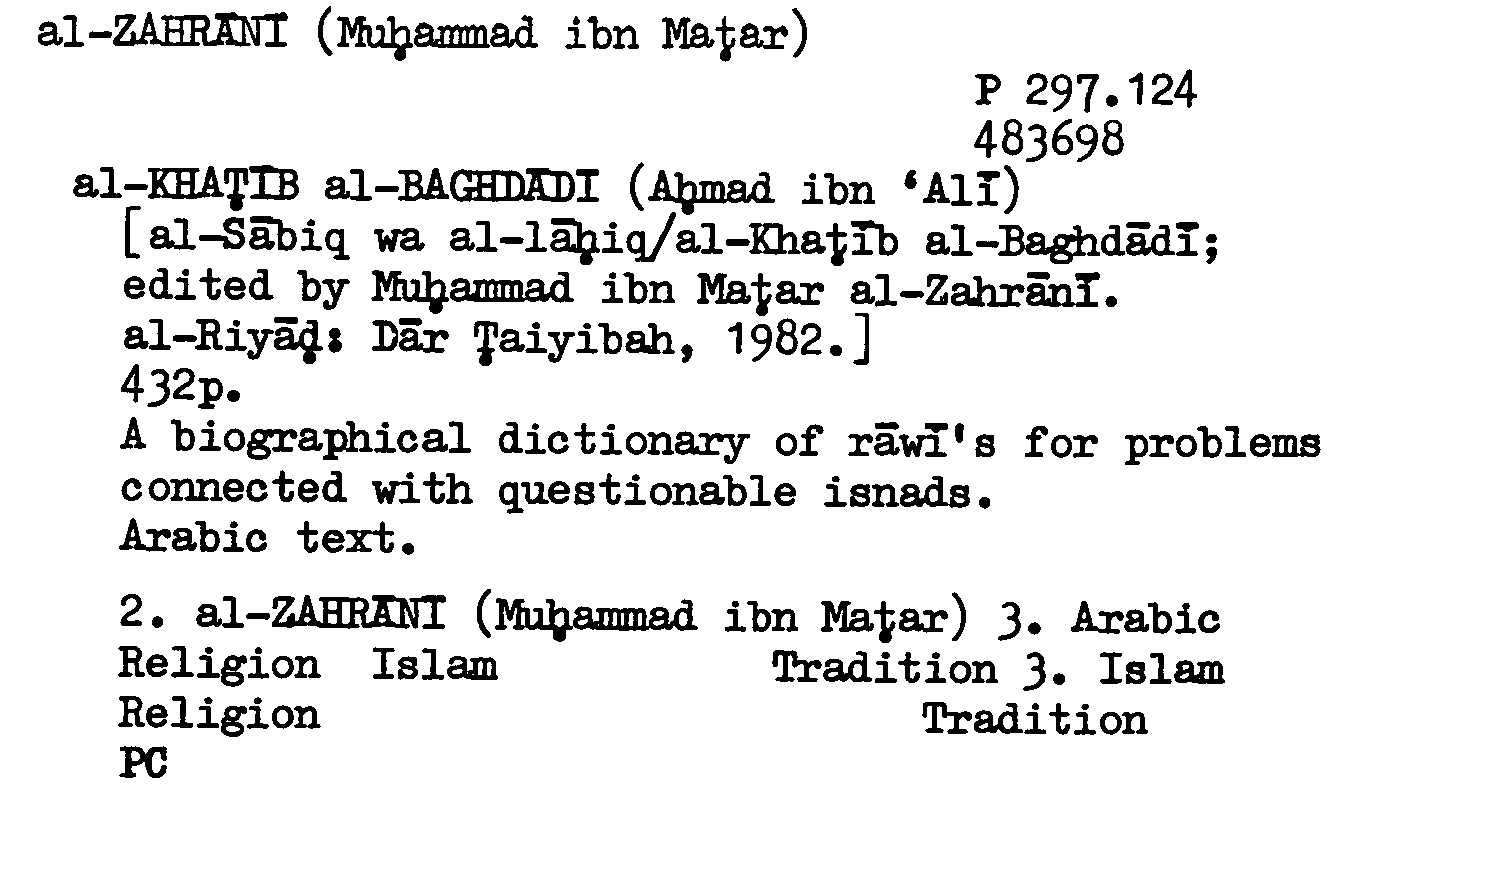 al-ZAHRĀNĪ (Muḥammad ibn Maṭar)
P 297.124
483698
al-KHAṬĪB al-BAGHDĀDĪ (Aḥmad ibn ‘Alī)
[al-Sābiq wa al-lāḥiq/al-Khaṭīb al-Baghdādī;
edited by Muḥammad ibn Maṭar al-Zahrānī.
al-Riyāḍ: Dār Ṭaiyibah, 1982.]
432p.
A biographical dictionary of rāwī's for problems
connected with questionable isnads.
Arabic text.
2. al-ZAHRĀNĪ (Muḥammad ibn Maṭar) 3. Arabic
Religion Islam Tradition 3. Islam
Religion Tradition
PC